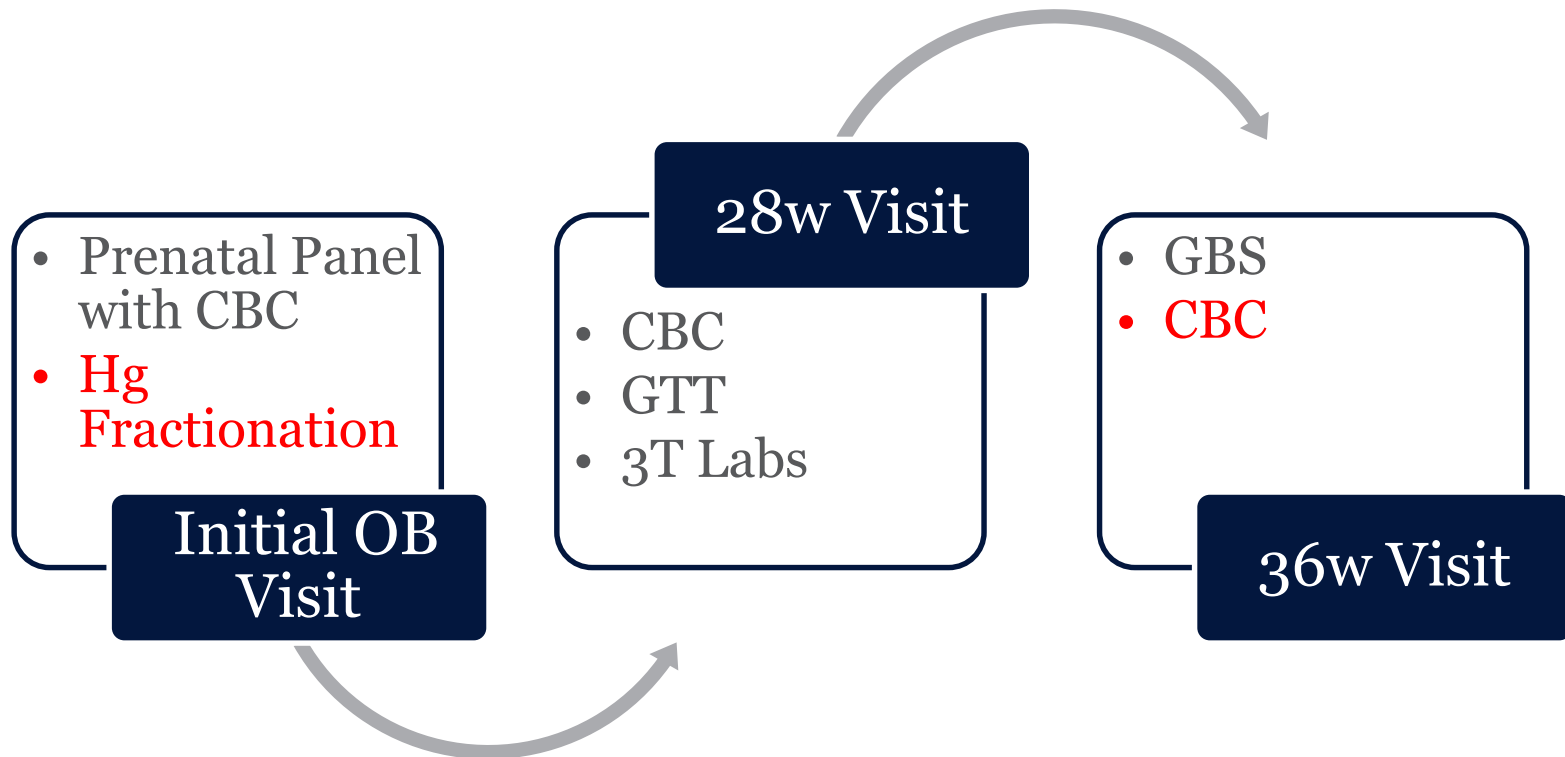 • Prenatal Panel
with CBC
• Hg
Fractionation
Initial OB
Visit
28w Visit
• CBC
• GTT
• 3T Labs
• GBS
• CBC
36w Visit